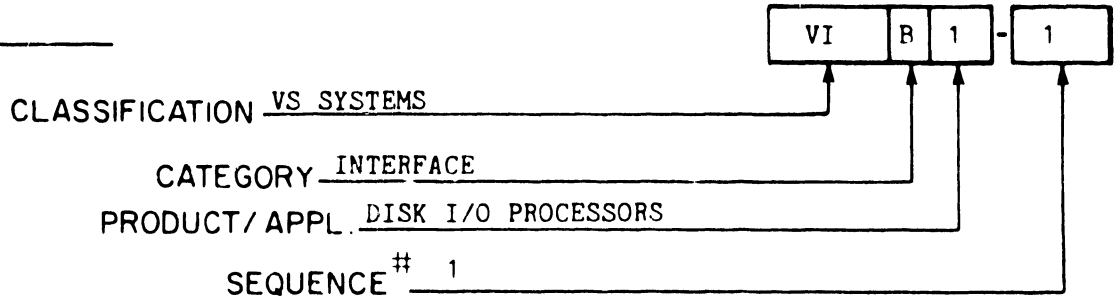 VI B 1 - 1
CLASSIFICATION VS SYSTEMS
CATEGORY INTERFACE
PRODUCT/APPL. DISK I/O PROCESSORS
SEQUENCE # 1